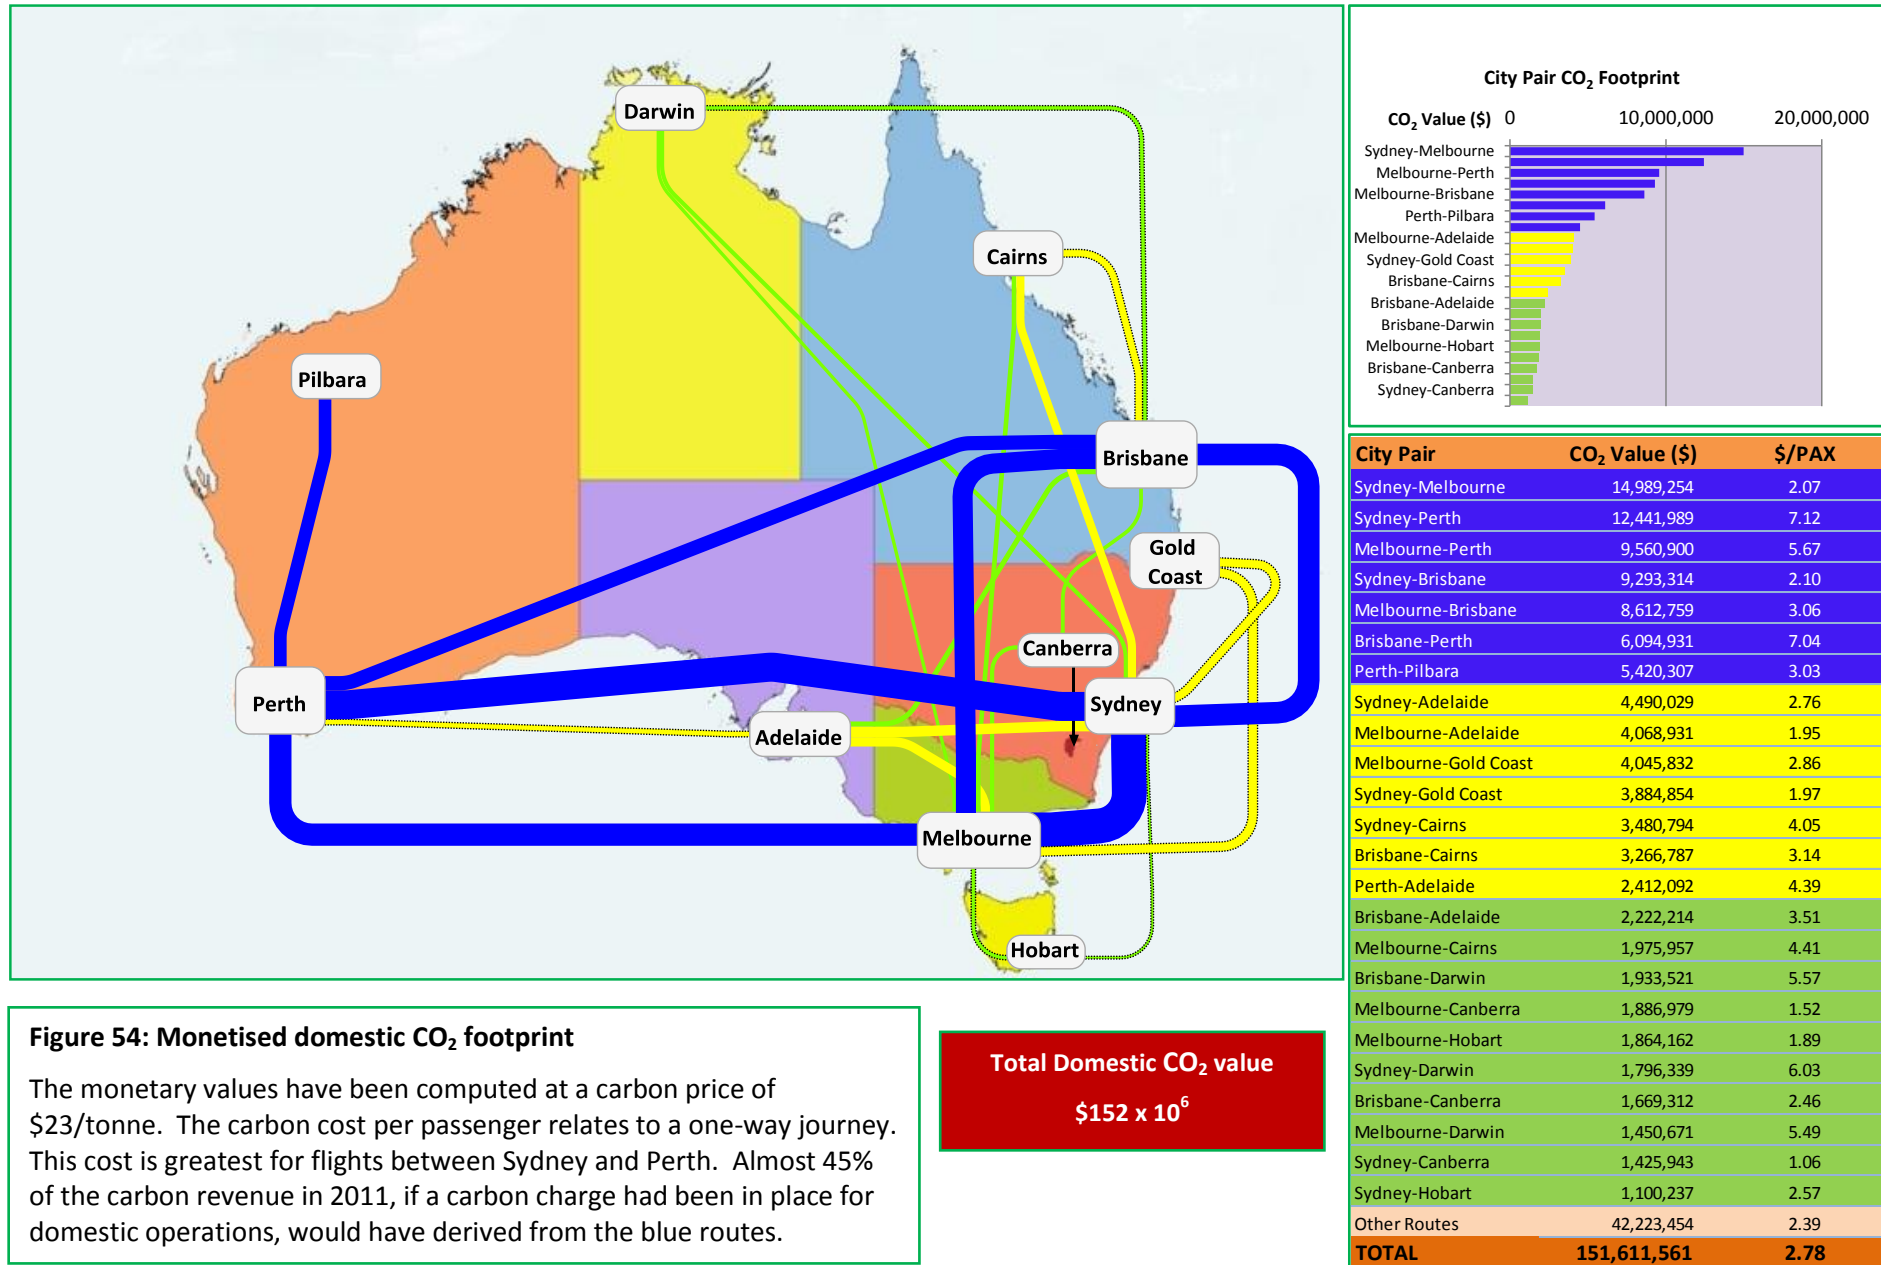 Darwin
Cairns
Pilbara
Brisbane
Gold
Coast
Canberra
Perth
Sydney
Adelaide
Melbourne
Hobart
City Pair CO₂ Footprint
CO₂ Value ($) 0 10,000,000 20,000,000
Sydney-Melbourne
Melbourne-Perth
Melbourne-Brisbane
Perth-Pilbara
Melbourne-Adelaide
Sydney-Gold Coast
Brisbane-Cairns
Brisbane-Adelaide
Brisbane-Darwin
Melbourne-Hobart
Brisbane-Canberra
Sydney-Canberra
City Pair CO₂ Value ($) $/PAX
Sydney-Melbourne 14,989,254 2.07
Sydney-Perth 12,441,989 7.12
Melbourne-Perth 9,560,900 5.67
Sydney-Brisbane 9,293,314 2.10
Melbourne-Brisbane 8,612,759 3.06
Brisbane-Perth 6,094,931 7.04
Perth-Pilbara 5,420,307 3.03
Sydney-Adelaide 4,490,029 2.76
Melbourne-Adelaide 4,068,931 1.95
Melbourne-Gold Coast 4,045,832 2.86
Sydney-Gold Coast 3,884,854 1.97
Sydney-Cairns 3,480,794 4.05
Brisbane-Cairns 3,266,787 3.14
Perth-Adelaide 2,412,092 4.39
Brisbane-Adelaide 2,222,214 3.51
Melbourne-Cairns 1,975,957 4.41
Brisbane-Darwin 1,933,521 5.57
Melbourne-Canberra 1,886,979 1.52
Melbourne-Hobart 1,864,162 1.89
Sydney-Darwin 1,796,339 6.03
Brisbane-Canberra 1,669,312 2.46
Melbourne-Darwin 1,450,671 5.49
Sydney-Canberra 1,425,943 1.06
Sydney-Hobart 1,100,237 2.57
Other Routes 42,223,454 2.39
TOTAL 151,611,561 2.78
Figure 54: Monetised domestic CO₂ footprint
The monetary values have been computed at a carbon price of
$23/tonne. The carbon cost per passenger relates to a one-way journey.
This cost is greatest for flights between Sydney and Perth. Almost 45%
of the carbon revenue in 2011, if a carbon charge had been in place for
domestic operations, would have derived from the blue routes.
Total Domestic CO₂ value
$152 x 10⁶